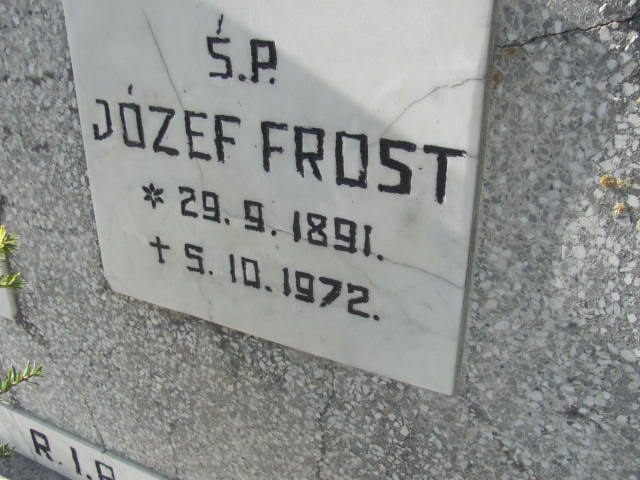 Ś.P.
JÓZEF FROST
* 29. 9. 1891.
† 5. 10. 1972.
R.I.P